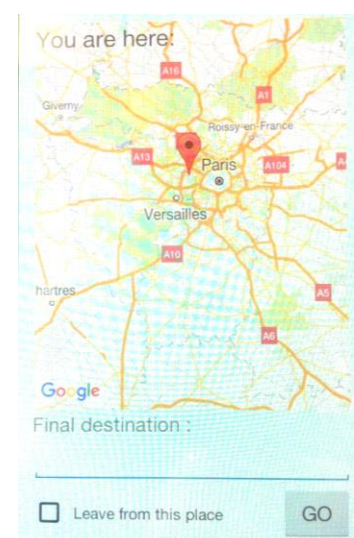 You are here:
A16
A1
Giverny
Roissy-en-France
A13
Paris
A104
Versailles
A10
hartres
A5
A6
Google
Final destination :
Leave from this place
GO